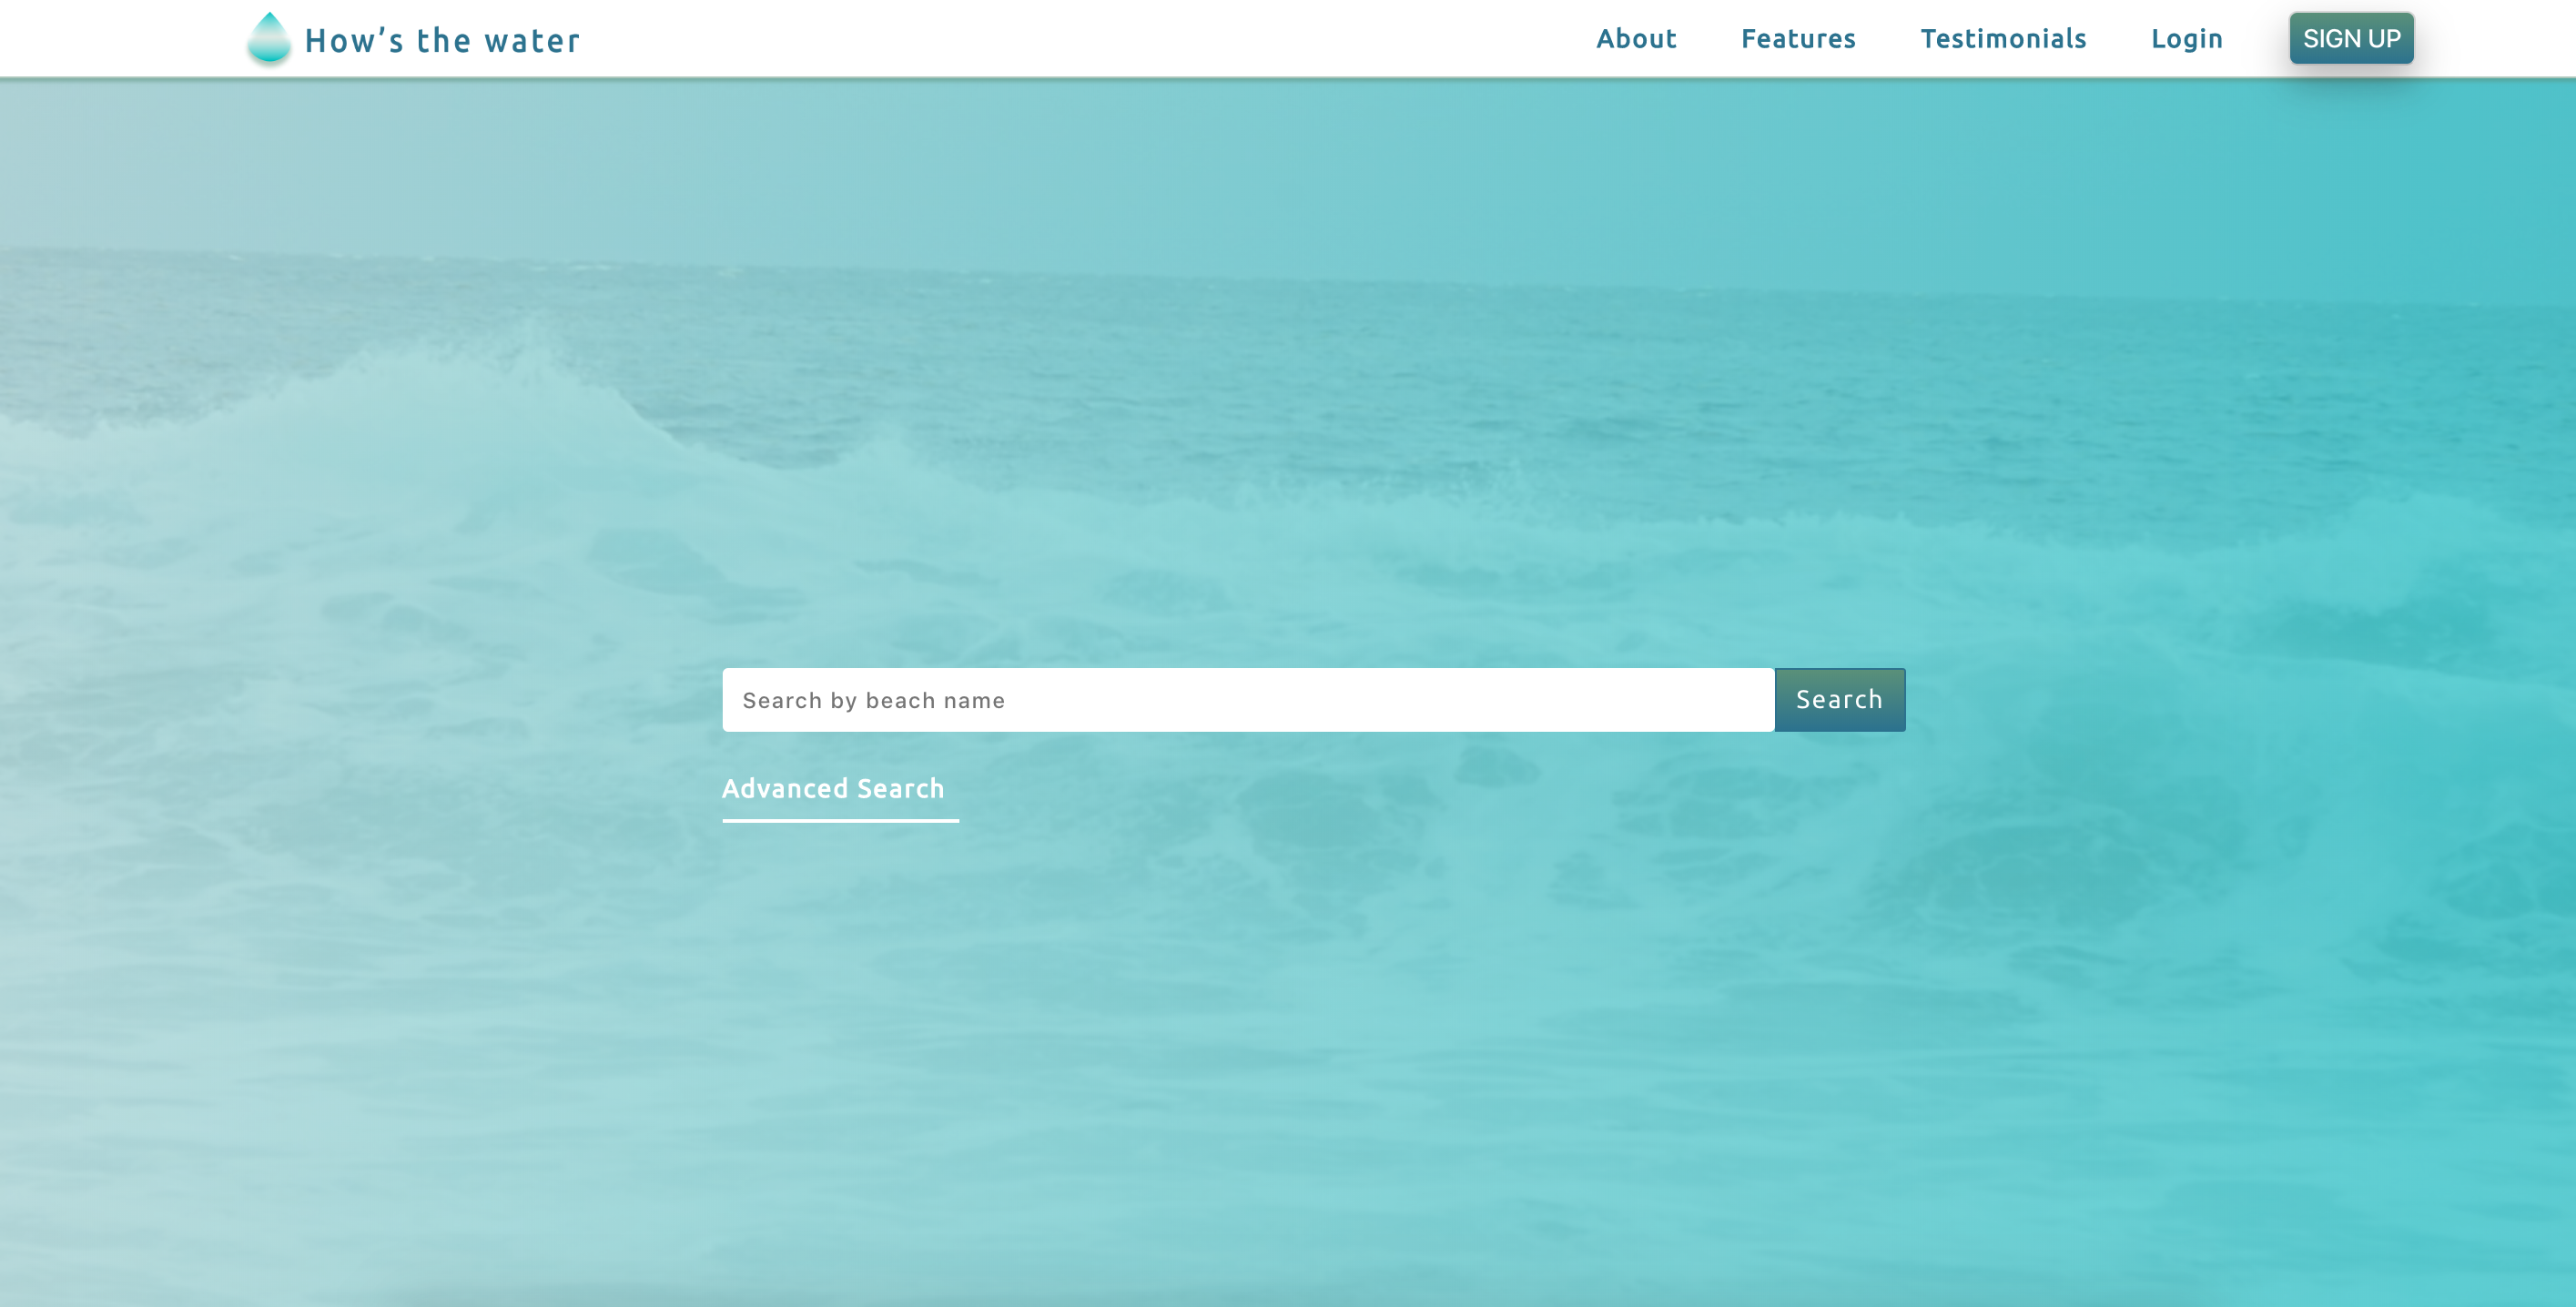 How’s the water
About
Features
Testimonials
Login
SIGN UP
Search by beach name
Search
Advanced Search